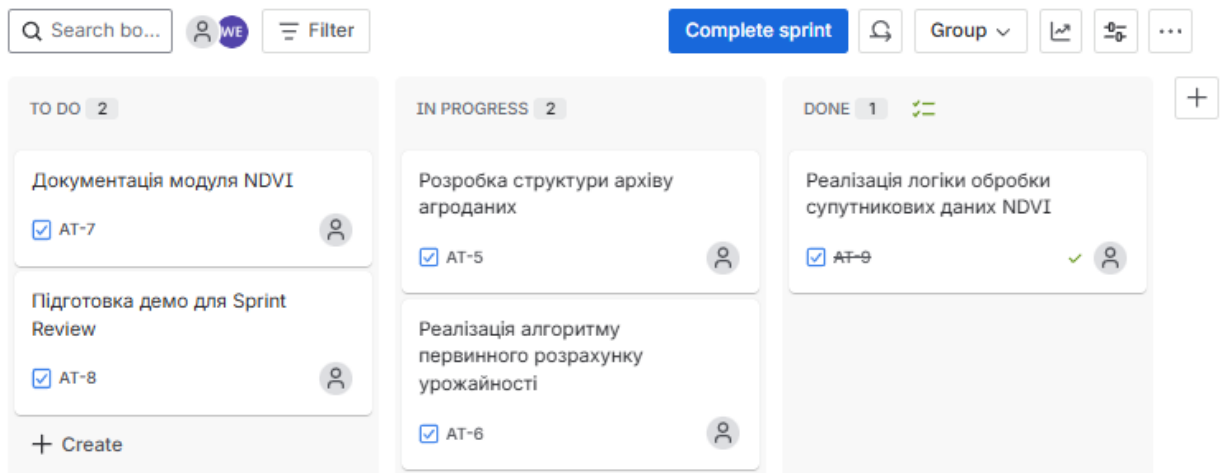 Search bo...
WE
Filter
Complete sprint
Group
...
TO DO 2
Документація модуля NDVI
AT-7
Підготовка демо для Sprint
Review
AT-8
+ Create
IN PROGRESS 2
Розробка структури архіву
агроданих
AT-5
Реалізація алгоритму
первинного розрахунку
урожайності
AT-6
DONE 1
Реалізація логіки обробки
супутникових даних NDVI
AT-9
+